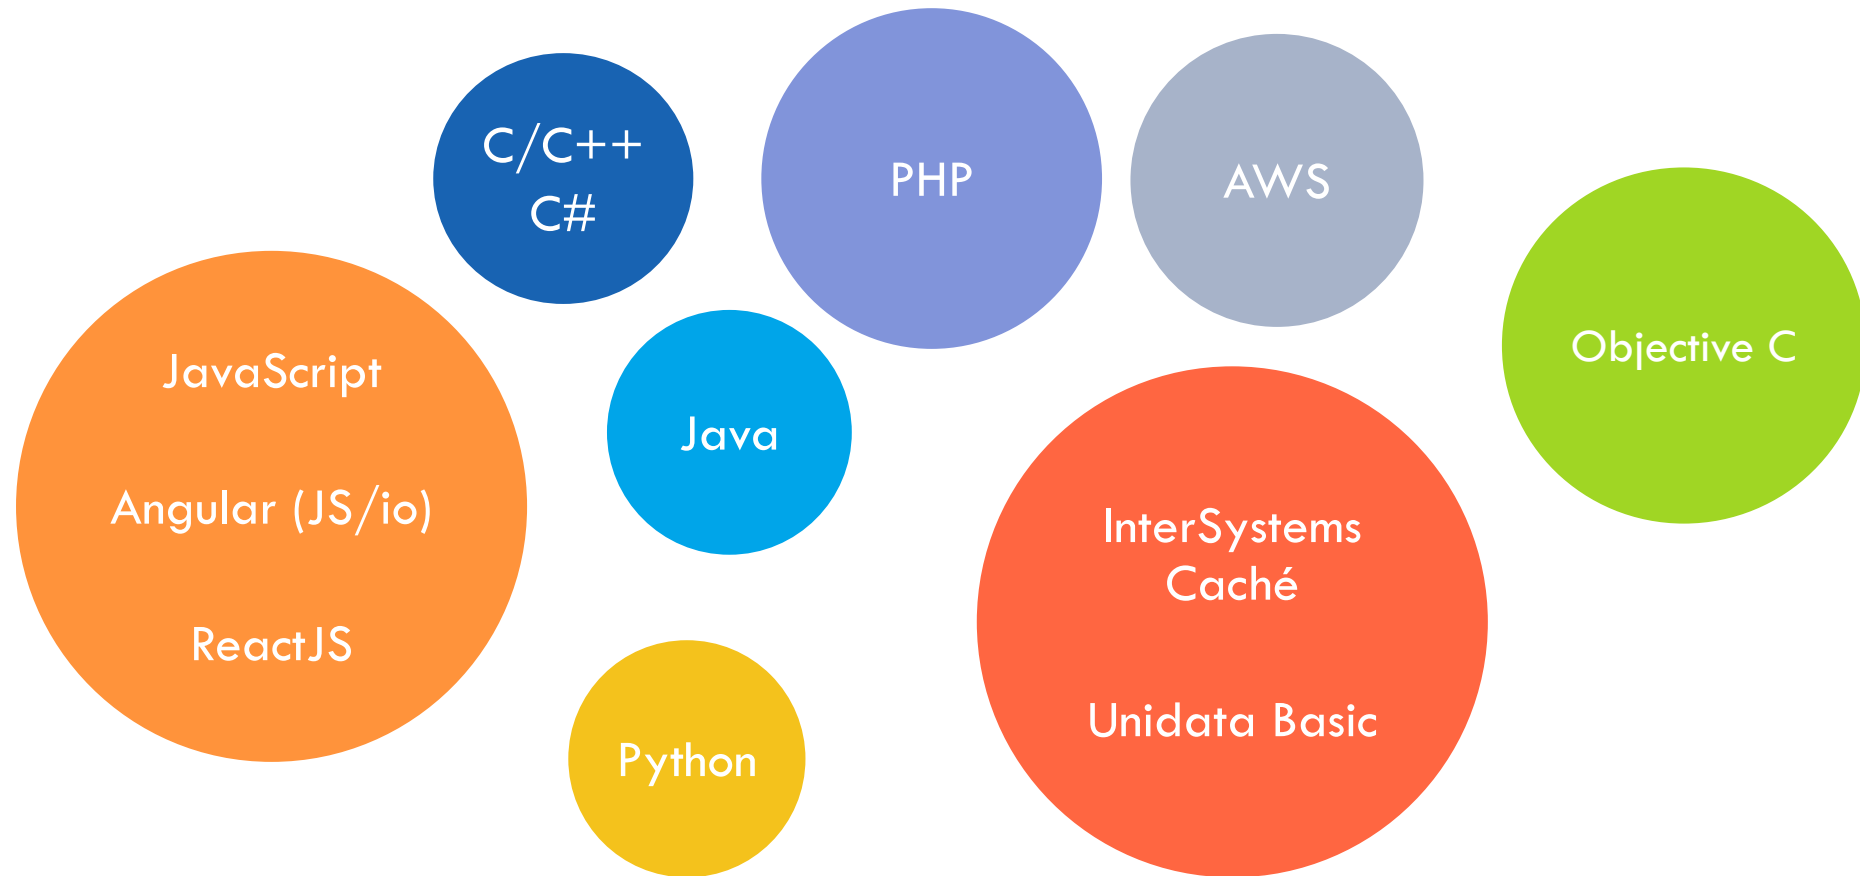 C/C++
C#
PHP
AWS
Objective C
JavaScript
Angular (JS/io)
ReactJS
Java
InterSystems
Caché
Unidata Basic
Python